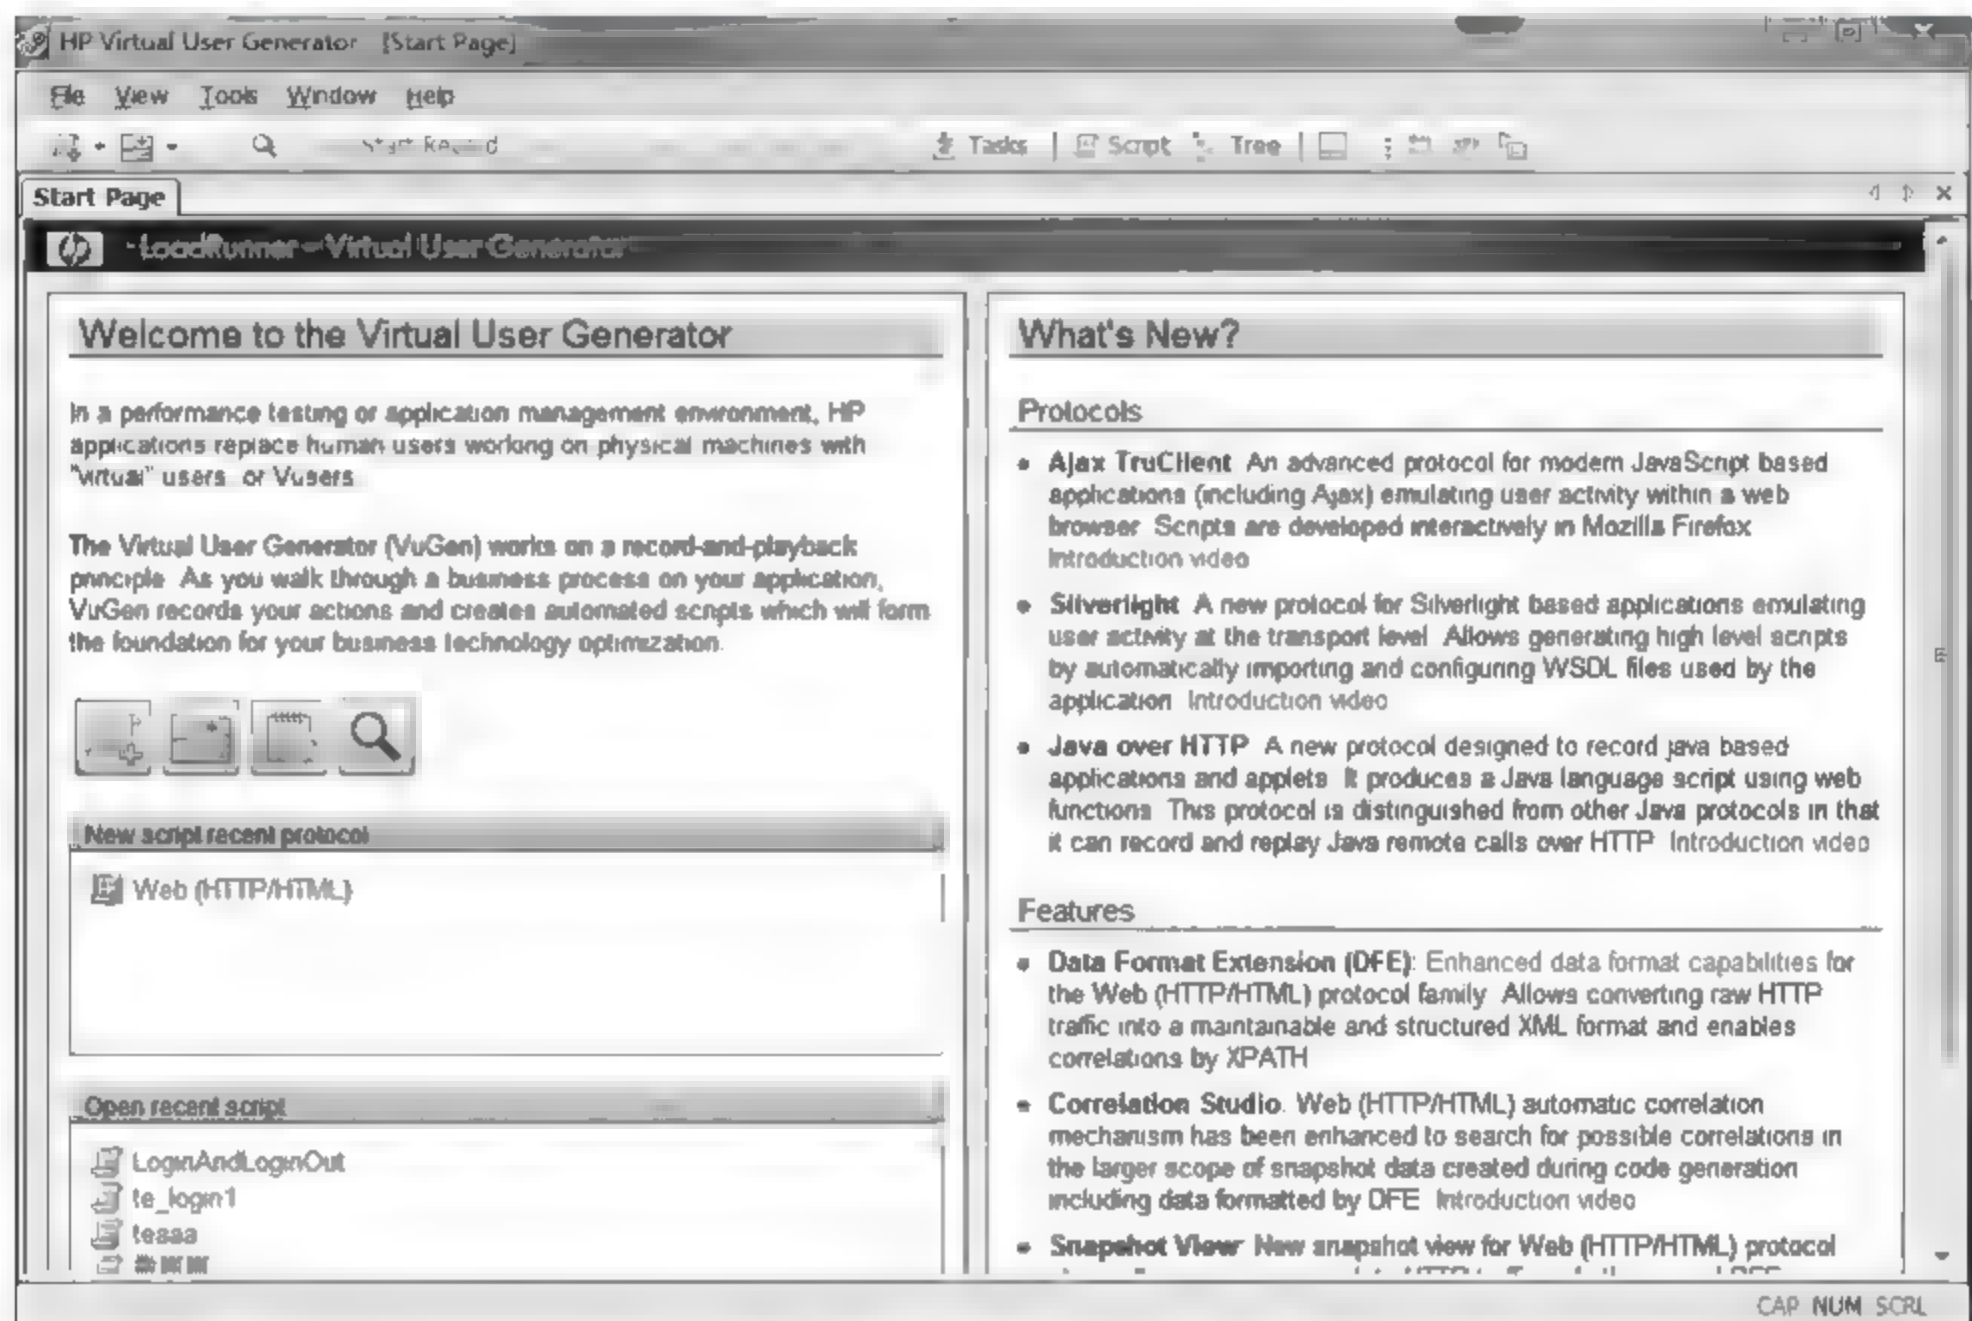 HP Virtual User Generator - [Start Page]
File View Tools Window Help
Start Record Tasks Script Tree
Start Page
LoadRunner - Virtual User Generator
Welcome to the Virtual User Generator
In a performance testing or application management environment, HP
applications replace human users working on physical machines with
"virtual" users or Vusers
The Virtual User Generator (VuGen) works on a record-and-playback
principle. As you walk through a business process on your application,
VuGen records your actions and creates automated scripts which will form
the foundation for your business technology optimization.
New script recent protocol
Web (HTTP/HTML)
Open recent script
LoginAndLoginOut
te_login1
What's New?
Protocols
• Ajax TruClient An advanced protocol for modern JavaScript based
applications (including Ajax) emulating user activity within a web
browser Scripts are developed interactively in Mozilla Firefox
Introduction video
• Silverlight A new protocol for Silverlight based applications emulating
user activity at the transport level Allows generating high level scripts
by automatically importing and configuring WSDL files used by the
application Introduction video
• Java over HTTP A new protocol designed to record java based
applications and applets It produces a Java language script using web
functions This protocol is distinguished from other Java protocols in that
it can record and replay Java remote calls over HTTP Introduction video
Features
• Data Format Extension (DFE): Enhanced data format capabilities for
the Web (HTTP/HTML) protocol family Allows converting raw HTTP
traffic into a maintainable and structured XML format and enables
correlations by XPATH
• Correlation Studio. Web (HTTP/HTML) automatic correlation
mechanism has been enhanced to search for possible correlations in
the larger scope of snapshot data created during code generation
including data formatted by DFE Introduction video
• Snapshot View New snapshot view for Web (HTTP/HTML) protocol
CAP NUM SCRL